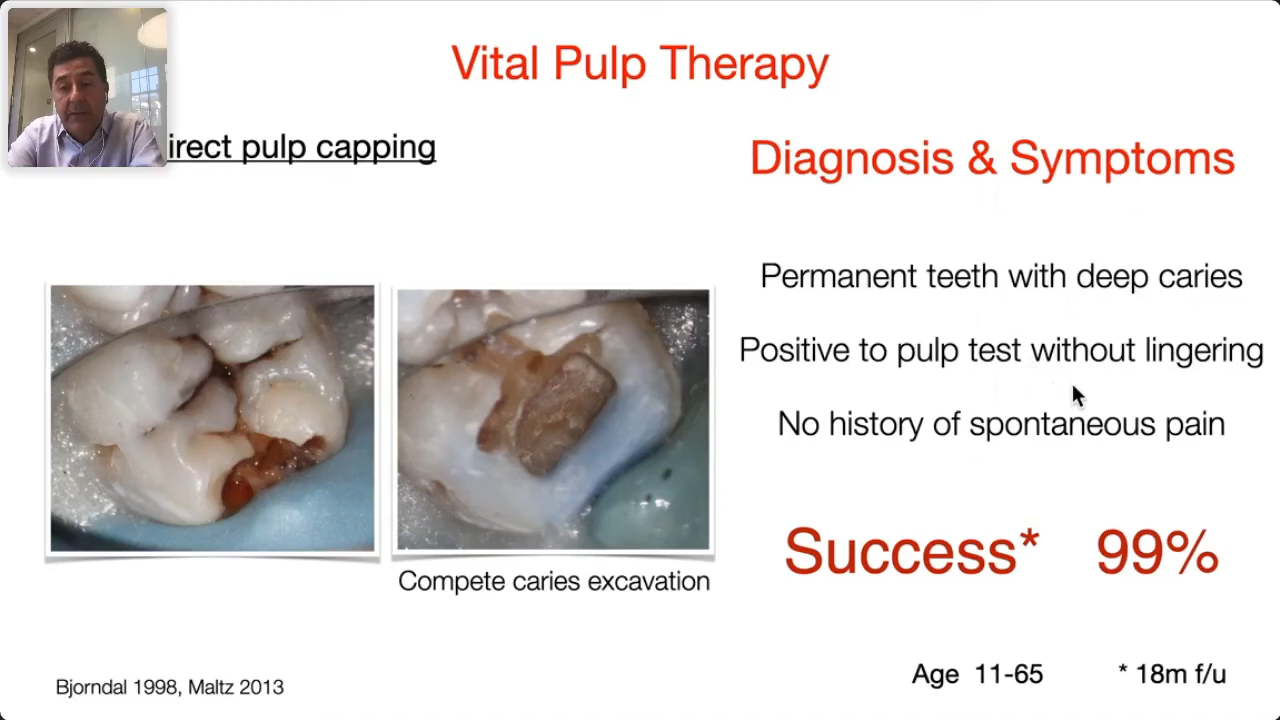 Vital Pulp Therapy
irect pulp capping
Diagnosis & Symptoms
Permanent teeth with deep caries
Positive to pulp test without lingering
No history of spontaneous pain
Success* 99%
Compete caries excavation
Age 11-65 * 18m f/u
Bjorndal 1998, Maltz 2013